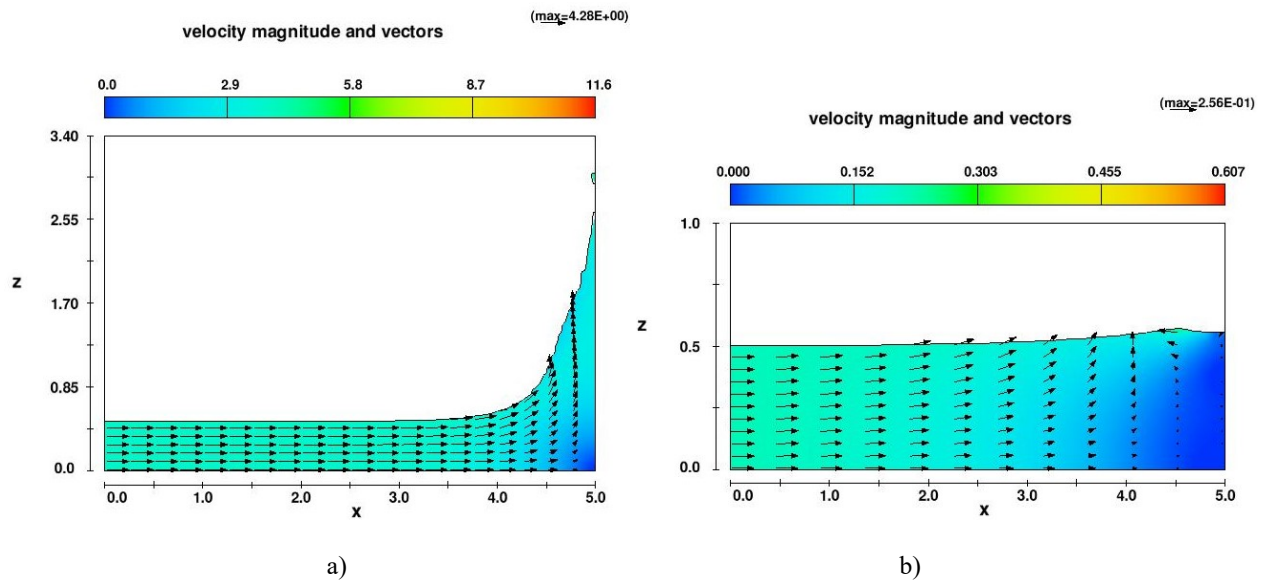 (max=4.28E+00)
velocity magnitude and vectors
0.0 2.9 5.8 8.7 11.6
3.40
2.55
z
1.70
0.85
0.0
0.0 1.0 2.0 3.0 4.0 5.0
x
a)
(max=2.56E-01)
velocity magnitude and vectors
0.000 0.152 0.303 0.455 0.607
1.0
z
0.5
0.0
0.0 1.0 2.0 3.0 4.0 5.0
x
b)